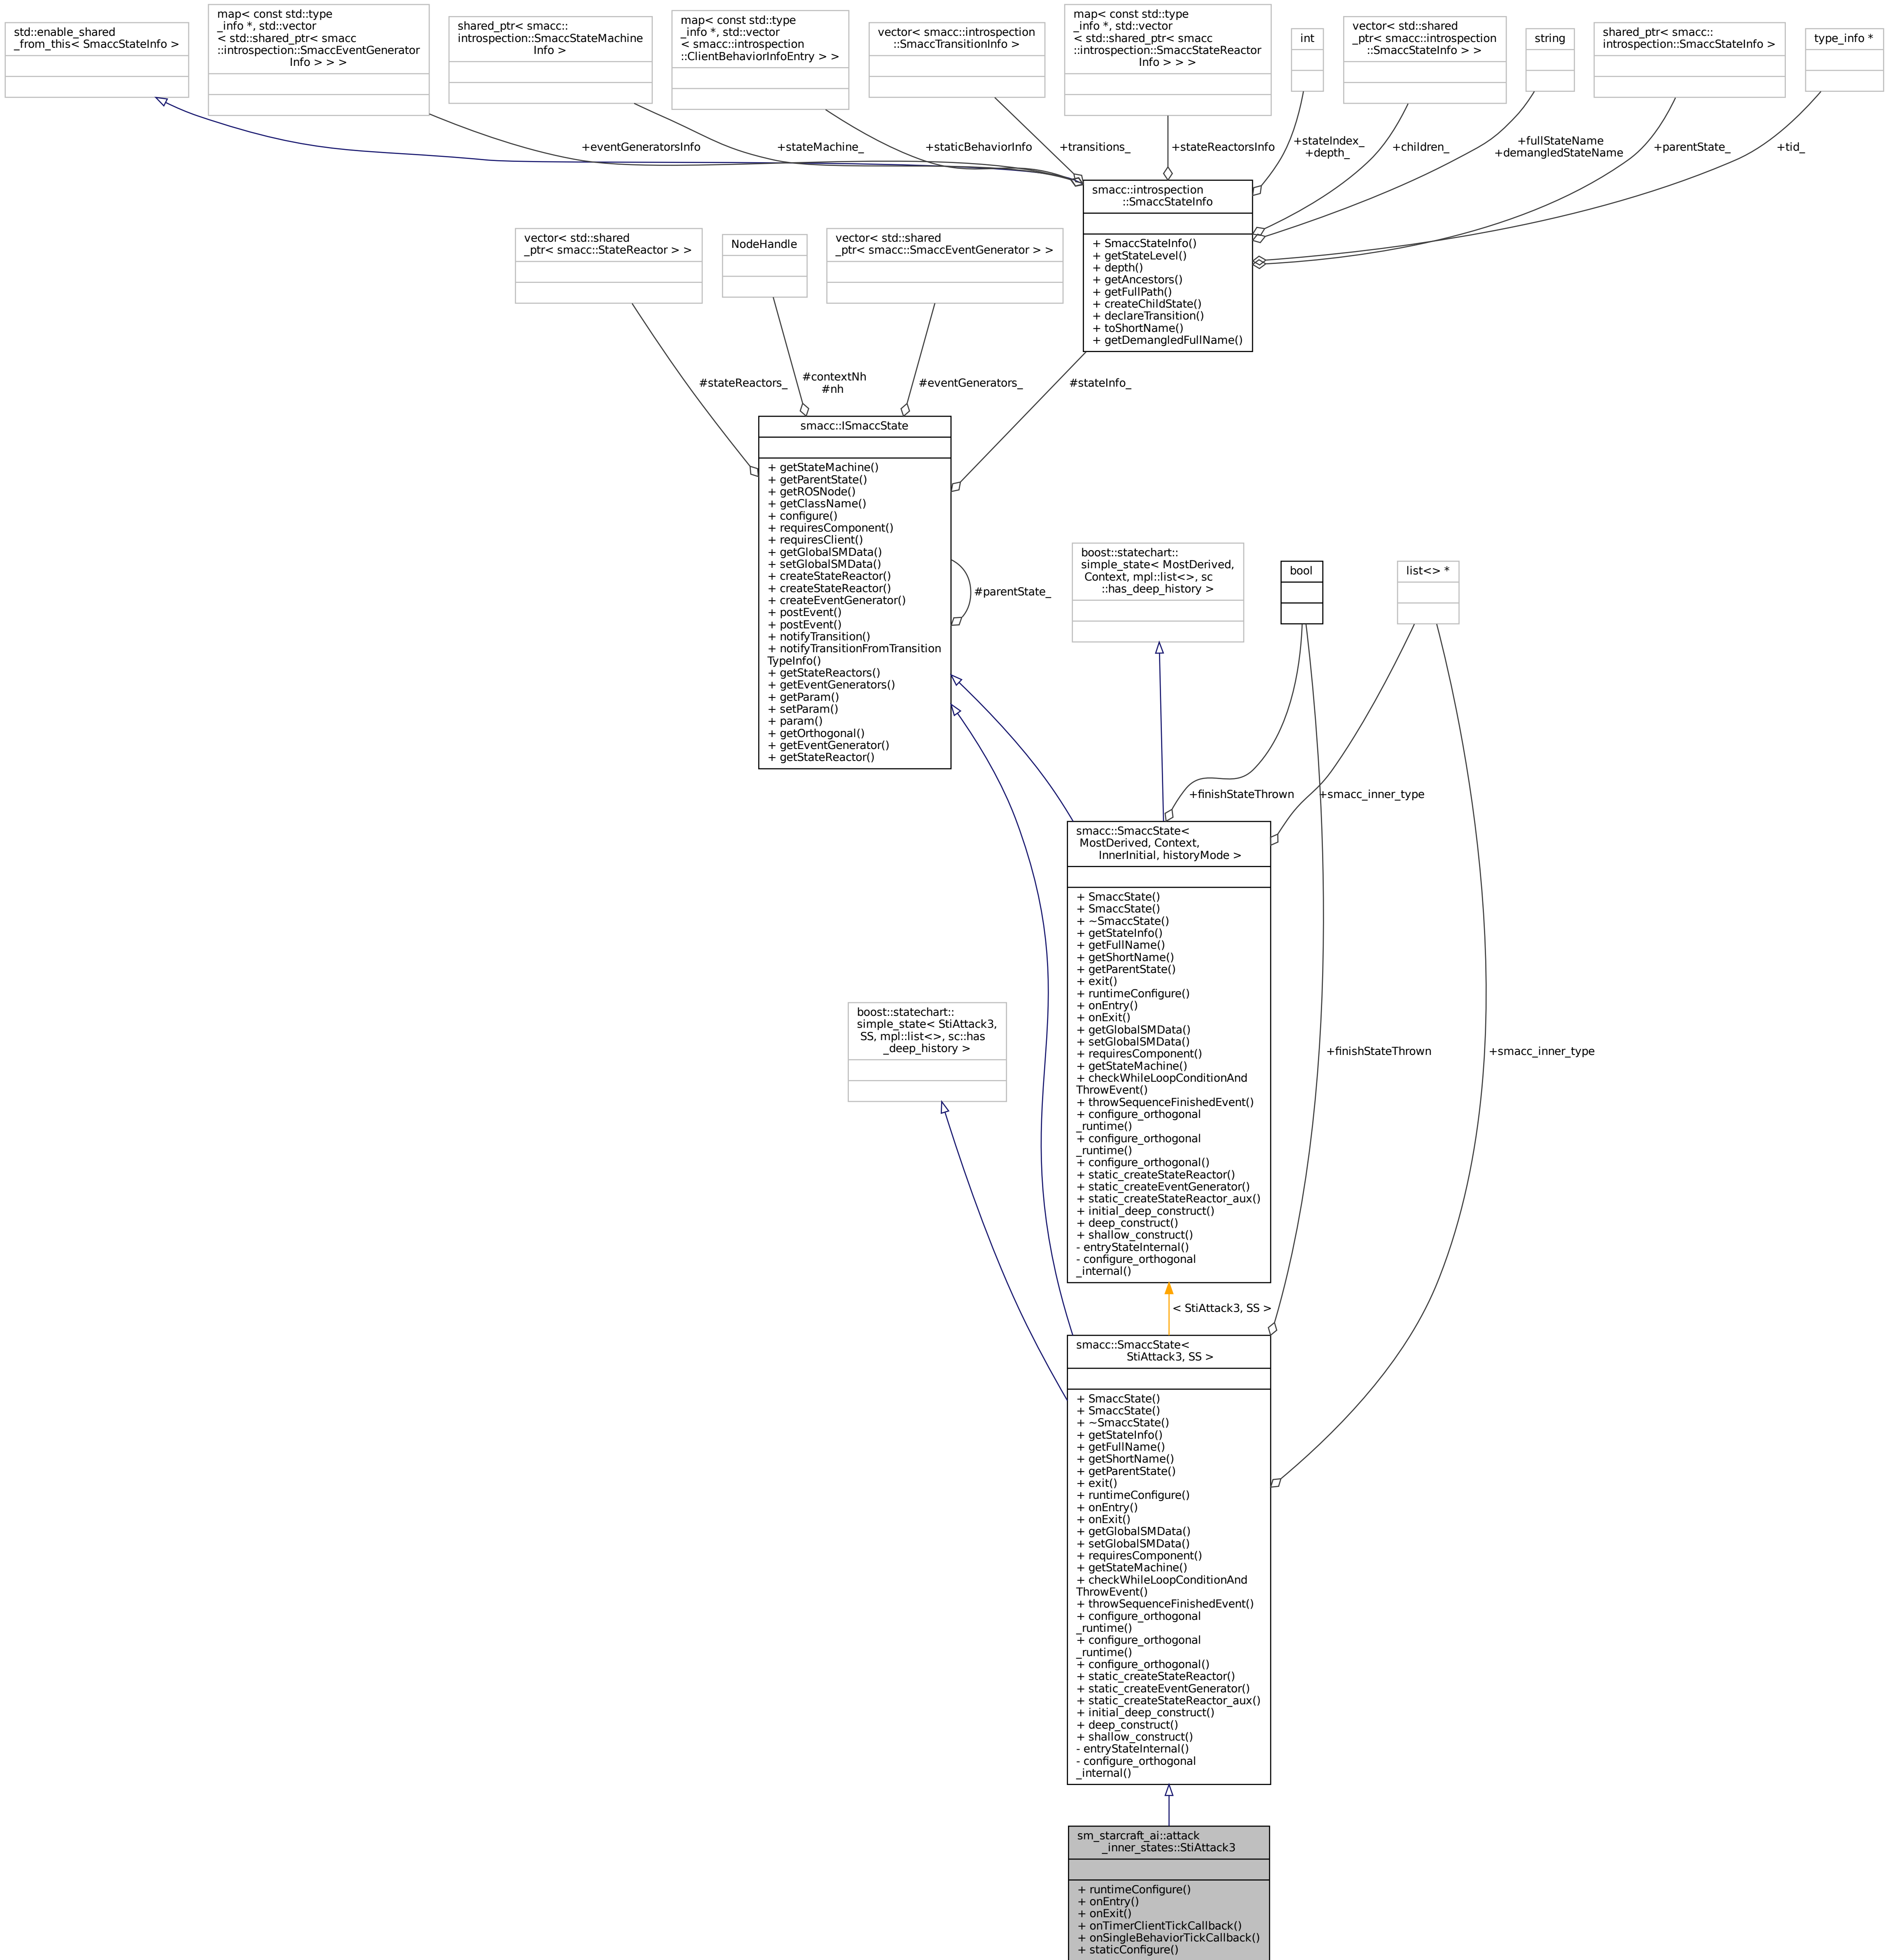 std::enable_shared
_from_this< SmaccStateInfo >
map< const std::type
_info *, std::vector
< std::shared_ptr< smacc
::introspection::SmaccEventGenerator
Info > > >
shared_ptr< smacc::
introspection::SmaccStateMachine
Info >
map< const std::type
_info *, std::vector
< smacc::introspection
::ClientBehaviorInfoEntry > >
vector< smacc::introspection
::SmaccTransitionInfo >
map< const std::type
_info *, std::vector
< std::shared_ptr< smacc
::introspection::SmaccStateReactor
Info > > >
int
vector< std::shared
_ptr< smacc::introspection
::SmaccStateInfo > >
string
shared_ptr< smacc::
introspection::SmaccStateInfo >
type_info *
+eventGeneratorsInfo
+stateMachine_
+staticBehaviorInfo
+transitions_
+stateReactorsInfo
+stateIndex_
+depth_
+children_
+fullStateName
+demangledStateName
+parentState_
+tid_
smacc::introspection
::SmaccStateInfo
+ SmaccStateInfo()
+ getStateLevel()
+ depth()
+ getAncestors()
+ getFullPath()
+ createChildState()
+ declareTransition()
+ toShortName()
+ getDemangledFullName()
vector< std::shared
_ptr< smacc::StateReactor > >
NodeHandle
vector< std::shared
_ptr< smacc::SmaccEventGenerator > >
#stateReactors_
#contextNh
#nh
#eventGenerators_
#stateInfo_
smacc::ISmaccState
+ getStateMachine()
+ getParentState()
+ getROSNode()
+ getClassName()
+ configure()
+ requiresComponent()
+ requiresClient()
+ getGlobalSMData()
+ setGlobalSMData()
+ createStateReactor()
+ createStateReactor()
+ createEventGenerator()
+ postEvent()
+ postEvent()
+ notifyTransition()
+ notifyTransitionFromTransition
TypeInfo()
+ getStateReactors()
+ getEventGenerators()
+ getParam()
+ setParam()
+ param()
+ getOrthogonal()
+ getEventGenerator()
+ getStateReactor()
#parentState_
boost::statechart::
simple_state< MostDerived,
Context, mpl::list<>, sc
::has_deep_history >
bool
list<> *
+finishStateThrown
+smacc_inner_type
smacc::SmaccState<
MostDerived, Context,
InnerInitial, historyMode >
+ SmaccState()
+ SmaccState()
+ ~SmaccState()
+ getStateInfo()
+ getFullName()
+ getShortName()
+ getParentState()
+ exit()
+ runtimeConfigure()
+ onEntry()
+ onExit()
+ getGlobalSMData()
+ setGlobalSMData()
+ requiresComponent()
+ getStateMachine()
+ checkWhileLoopConditionAnd
ThrowEvent()
+ throwSequenceFinishedEvent()
+ configure_orthogonal
_runtime()
+ configure_orthogonal
_runtime()
+ configure_orthogonal()
+ static_createStateReactor()
+ static_createEventGenerator()
+ static_createStateReactor_aux()
+ initial_deep_construct()
+ deep_construct()
+ shallow_construct()
- entryStateInternal()
- configure_orthogonal
_internal()
boost::statechart::
simple_state< StiAttack3,
SS, mpl::list<>, sc::has
_deep_history >
+finishStateThrown
+smacc_inner_type
< StiAttack3, SS >
smacc::SmaccState<
StiAttack3, SS >
+ SmaccState()
+ SmaccState()
+ ~SmaccState()
+ getStateInfo()
+ getFullName()
+ getShortName()
+ getParentState()
+ exit()
+ runtimeConfigure()
+ onEntry()
+ onExit()
+ getGlobalSMData()
+ setGlobalSMData()
+ requiresComponent()
+ getStateMachine()
+ checkWhileLoopConditionAnd
ThrowEvent()
+ throwSequenceFinishedEvent()
+ configure_orthogonal
_runtime()
+ configure_orthogonal
_runtime()
+ configure_orthogonal()
+ static_createStateReactor()
+ static_createEventGenerator()
+ static_createStateReactor_aux()
+ initial_deep_construct()
+ deep_construct()
+ shallow_construct()
- entryStateInternal()
- configure_orthogonal
_internal()
sm_starcraft_ai::attack
_inner_states::StiAttack3
+ runtimeConfigure()
+ onEntry()
+ onExit()
+ onTimerClientTickCallback()
+ onSingleBehaviorTickCallback()
+ staticConfigure()